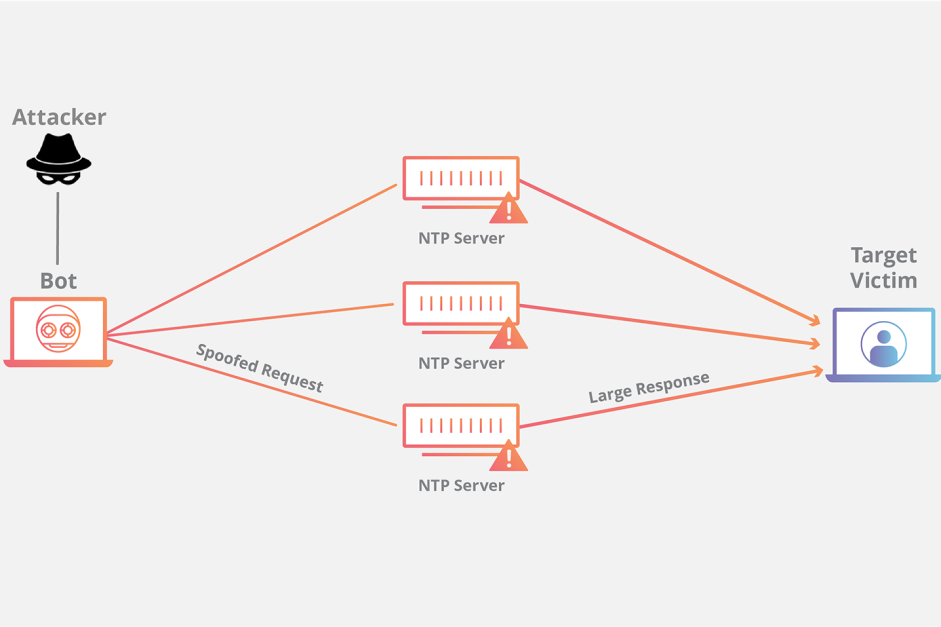 Attacker
Bot
Spoofed Request
NTP Server
NTP Server
NTP Server
Large Response
Target
Victim